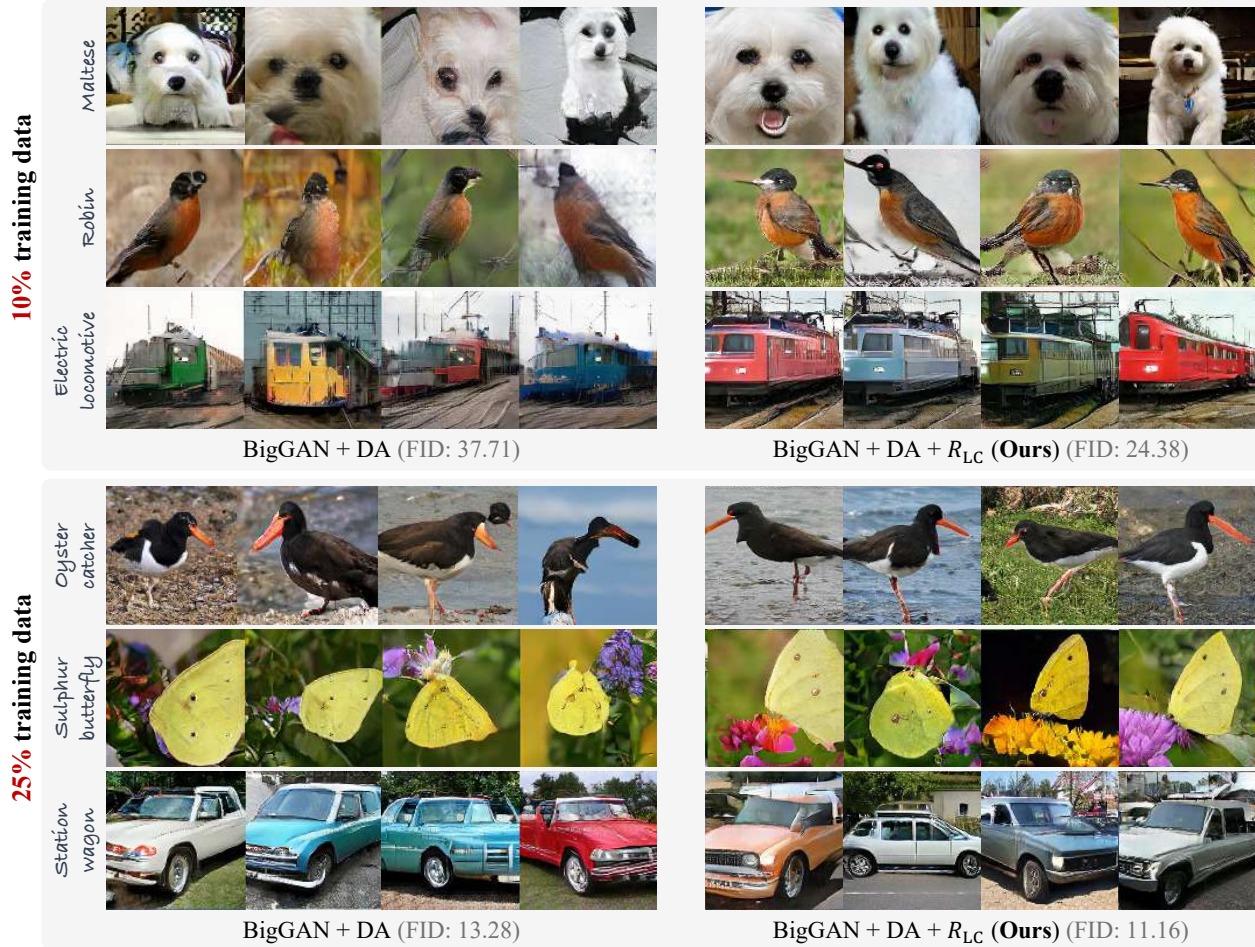 10% training data
Maltese
Robin
Electric
locomotive
BigGAN + DA (FID: 37.71)
BigGAN + DA + R_LC (Ours) (FID: 24.38)
25% training data
Oyster
catcher
Sulphur
butterfly
Station
wagon
BigGAN + DA (FID: 13.28)
BigGAN + DA + R_LC (Ours) (FID: 11.16)